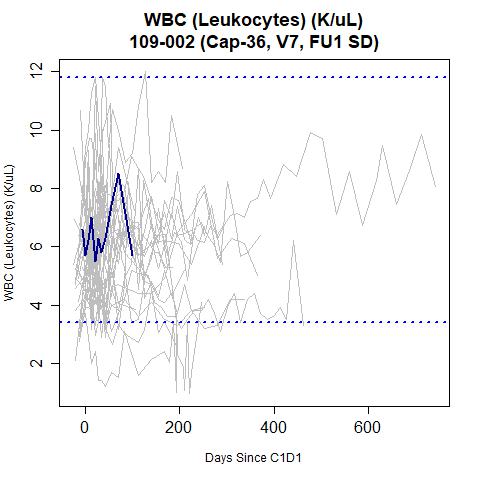 WBC (Leukocytes) (K/uL)
109-002 (Cap-36, V7, FU1 SD)
WBC (Leukocytes) (K/uL)
12
10
8
6
4
2
0 200 400 600
Days Since C1D1